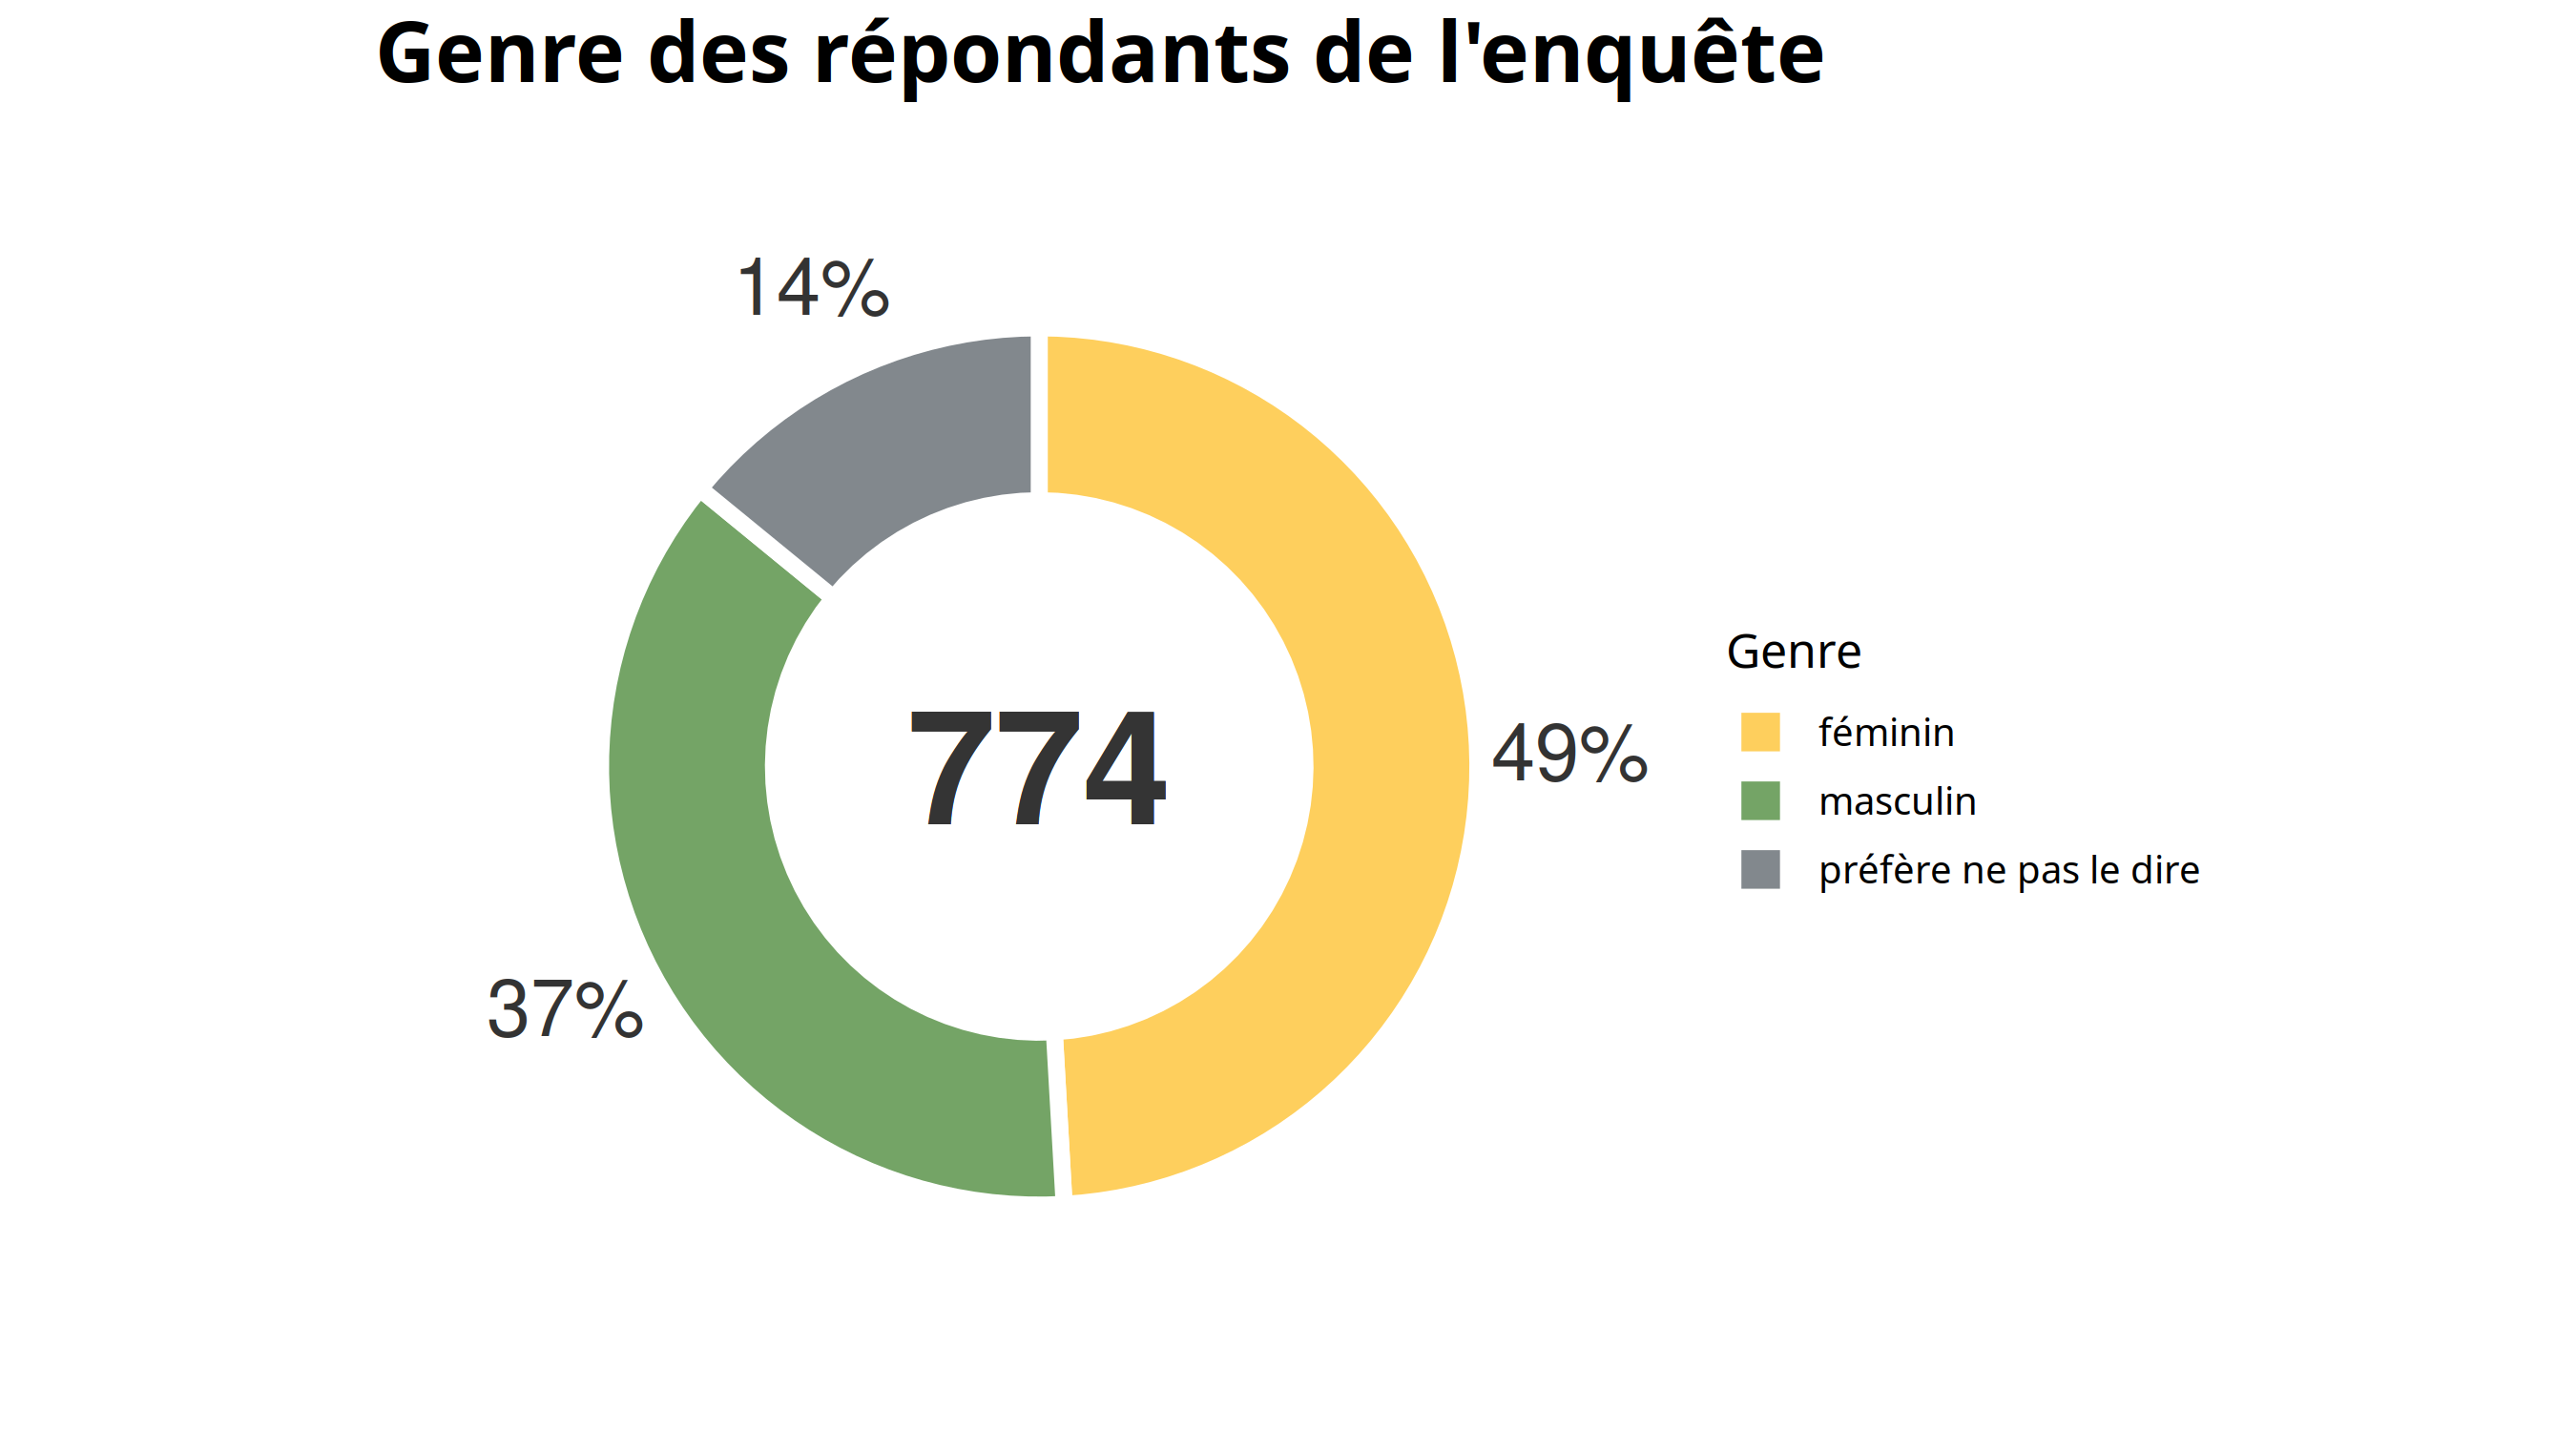 Genre des répondants de l'enquête
14%
774
49%
37%
Genre
féminin
masculin
préfère ne pas le dire